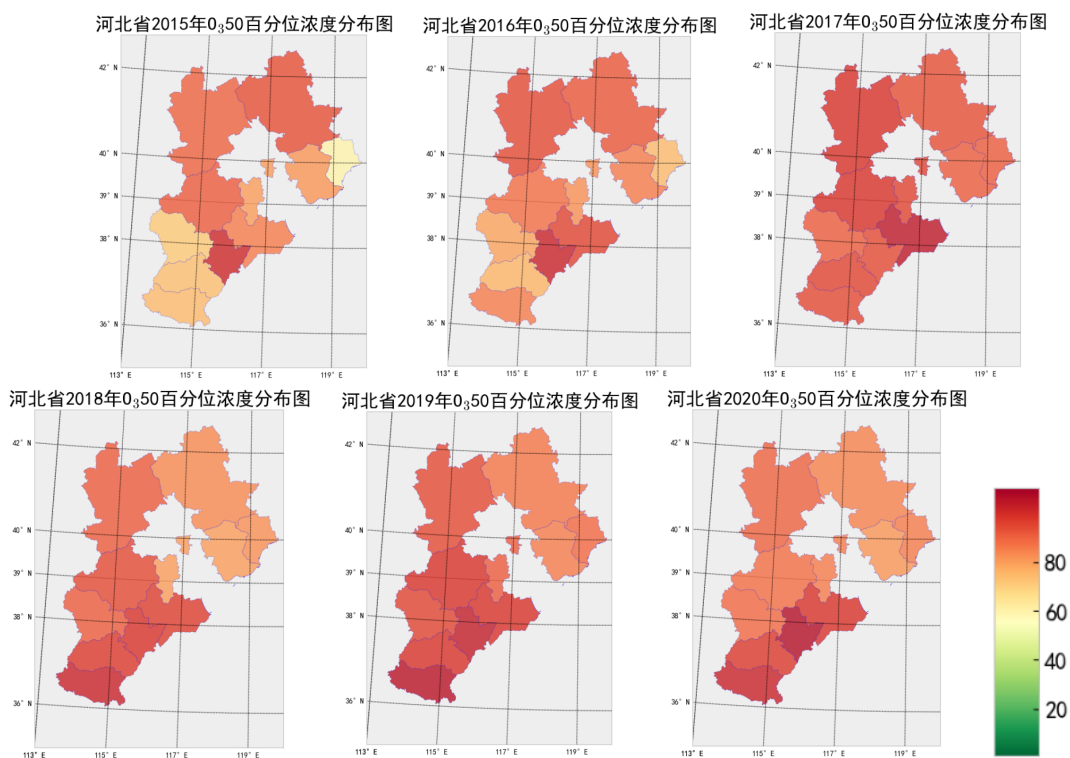 河北省2015年O₃50百分位浓度分布图
42° N
40° N
39° N
38° N
36° N
113° E
115° E
117° E
119° E
河北省2016年O₃50百分位浓度分布图
42° N
40° N
39° N
38° N
36° N
113° E
115° E
117° E
119° E
河北省2017年O₃50百分位浓度分布图
42° N
40° N
39° N
38° N
36° N
113° E
115° E
117° E
119° E
河北省2018年O₃50百分位浓度分布图
42° N
40° N
39° N
38° N
36° N
113° E
115° E
117° E
119° E
河北省2019年O₃50百分位浓度分布图
42° N
40° N
39° N
38° N
36° N
113° E
115° E
117° E
119° E
河北省2020年O₃50百分位浓度分布图
42° N
40° N
39° N
38° N
36° N
113° E
115° E
117° E
119° E
80
60
40
20